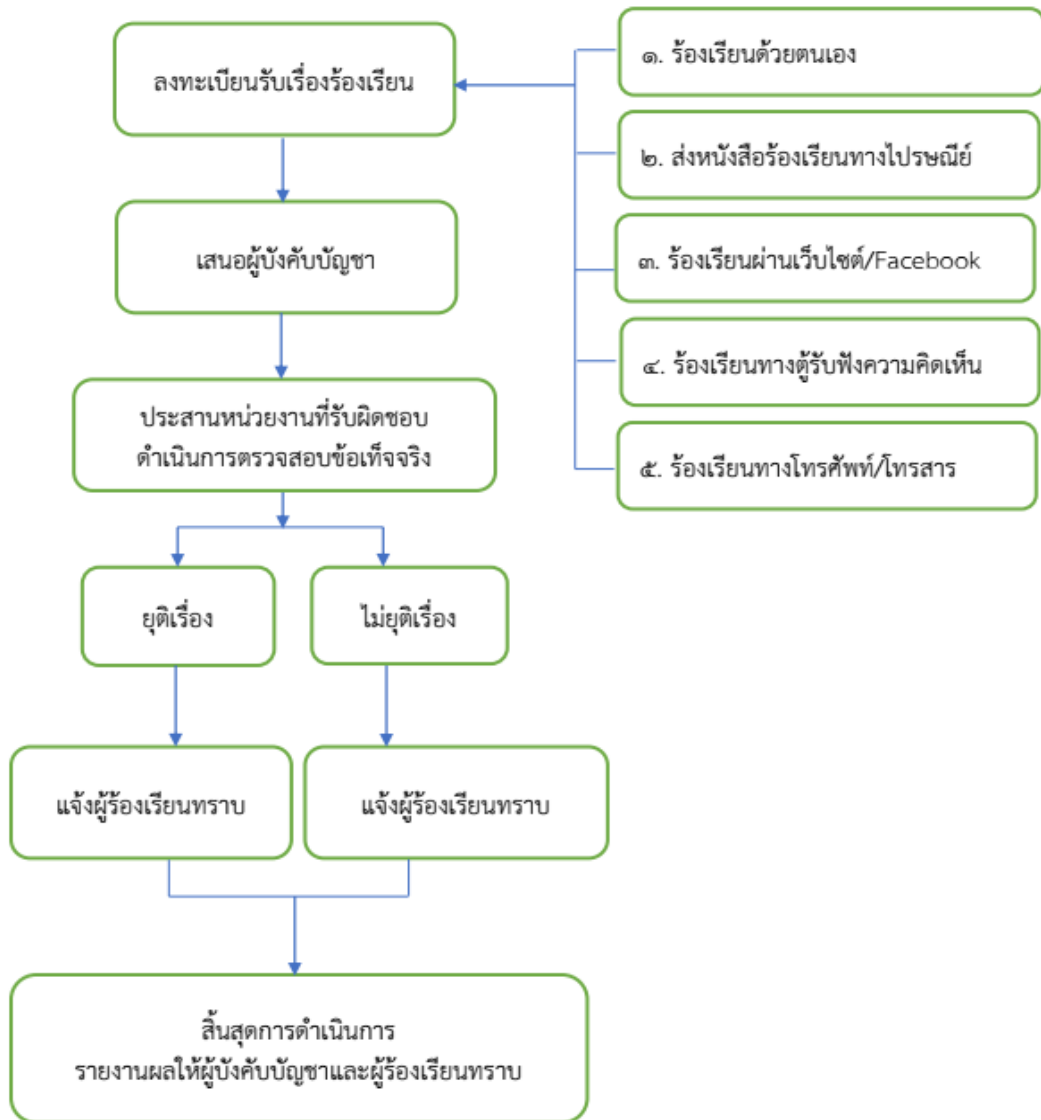 ลงทะเบียนรับเรื่องร้องเรียน
๑. ร้องเรียนด้วยตนเอง
๒. ส่งหนังสือร้องเรียนทางไปรษณีย์
๓. ร้องเรียนผ่านเว็บไซต์/Facebook
๔. ร้องเรียนทางตู้รับฟังความคิดเห็น
๕. ร้องเรียนทางโทรศัพท์/โทรสาร
เสนอผู้บังคับบัญชา
ประสานหน่วยงานที่รับผิดชอบ
ดำเนินการตรวจสอบข้อเท็จจริง
ยุติเรื่อง
ไม่ยุติเรื่อง
แจ้งผู้ร้องเรียนทราบ
แจ้งผู้ร้องเรียนทราบ
สิ้นสุดการดำเนินการ
รายงานผลให้ผู้บังคับบัญชาและผู้ร้องเรียนทราบ